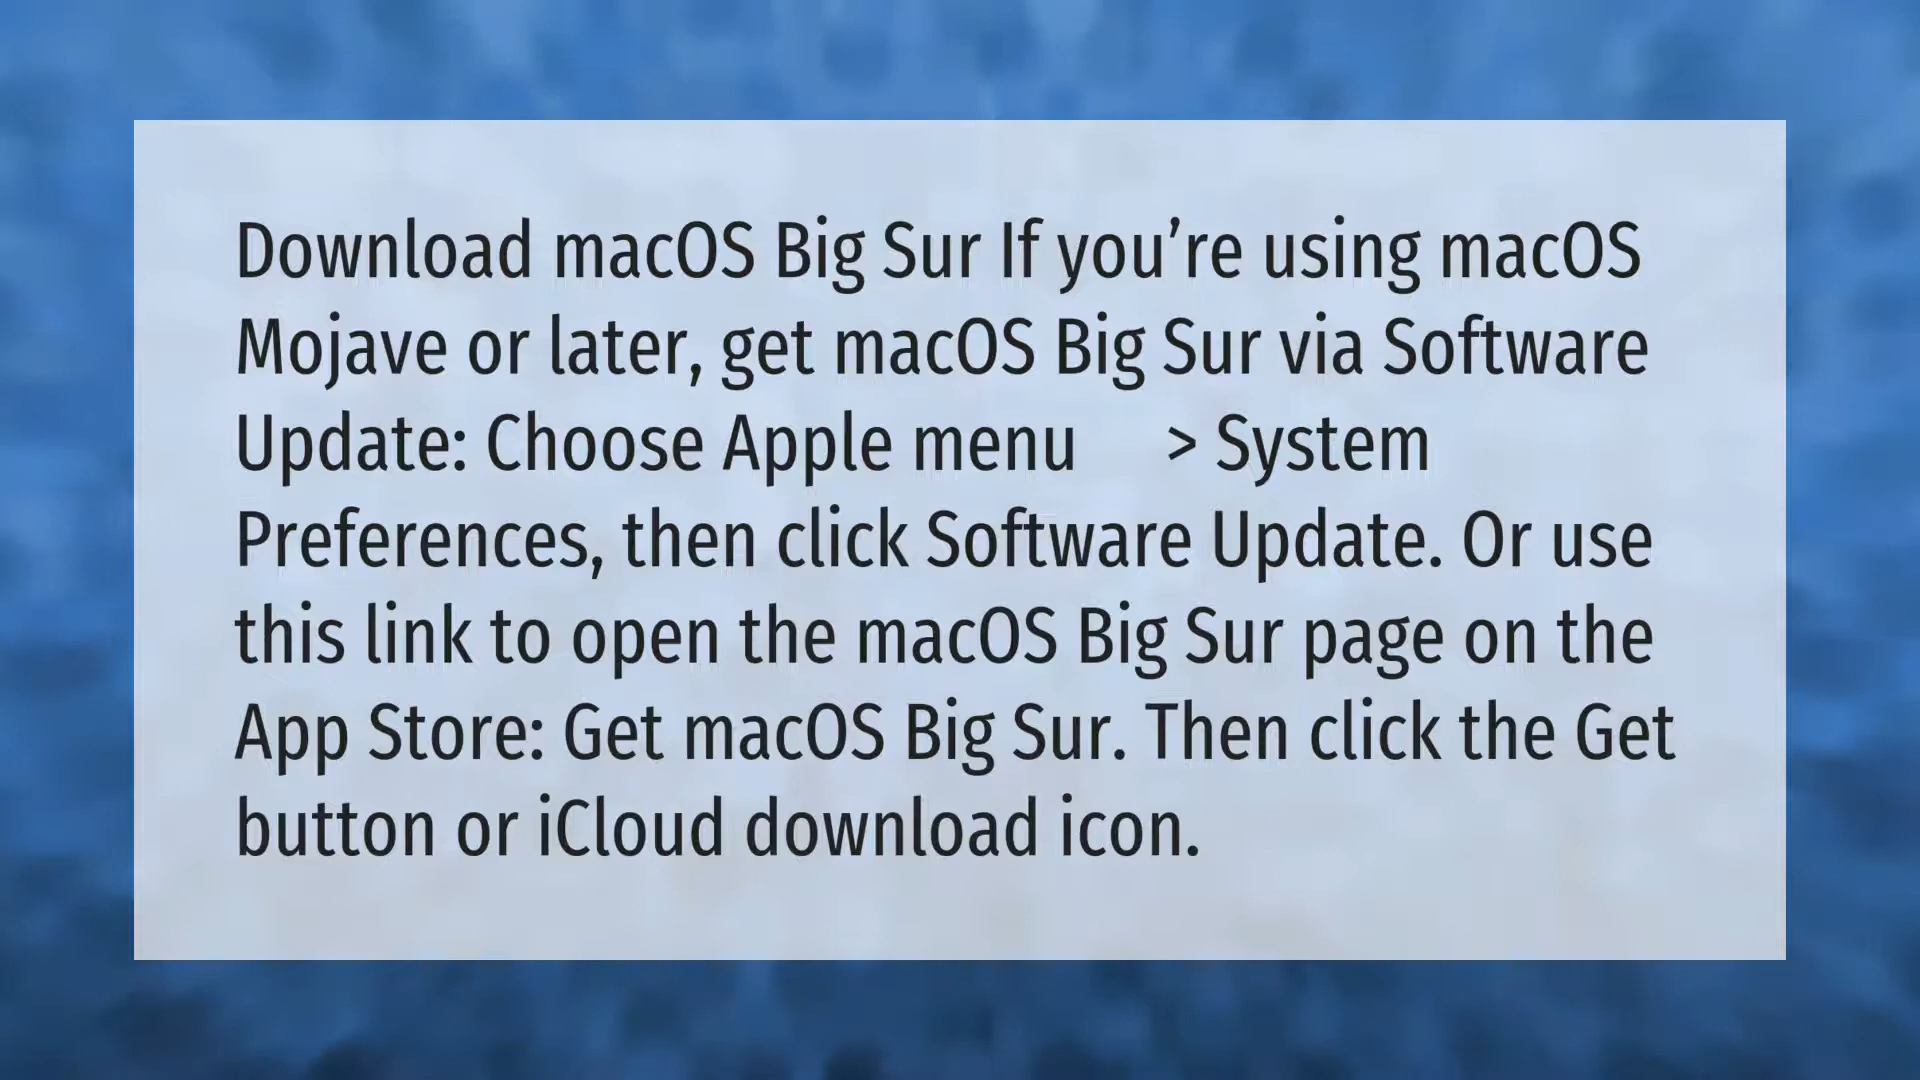 Download macOS Big Sur If you’re using macOS
Mojave or later, get macOS Big Sur via Software
Update: Choose Apple menu > System
Preferences, then click Software Update. Or use
this link to open the macOS Big Sur page on the
App Store: Get macOS Big Sur. Then click the Get
button or iCloud download icon.